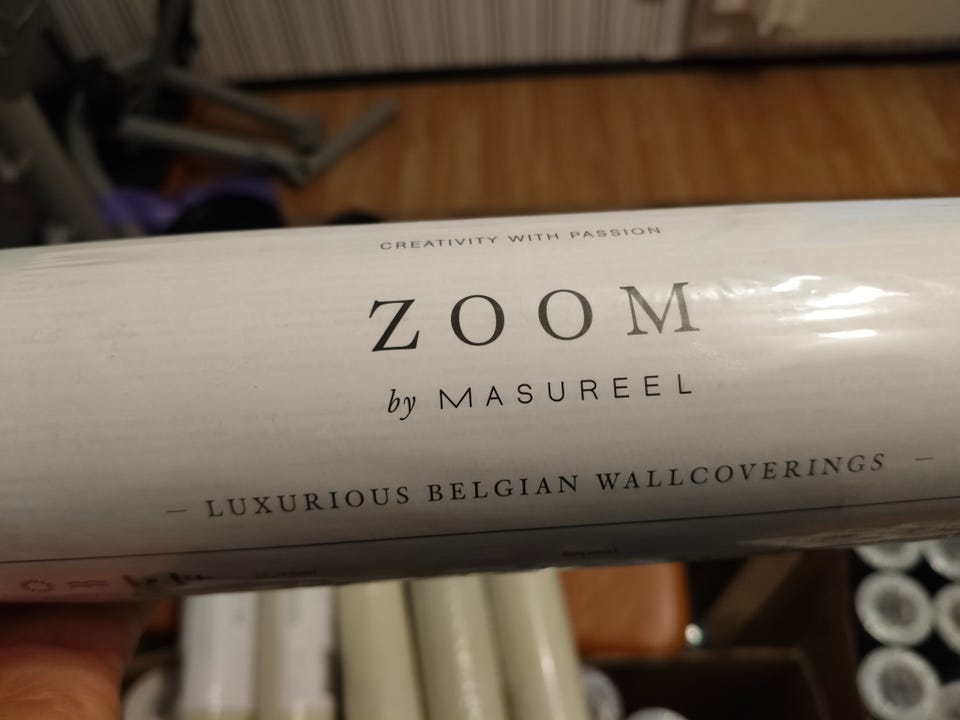 CREATIVITY WITH PASSION
ZOOM
by MASUREEL
– LUXURIOUS BELGIAN WALLCOVERINGS –